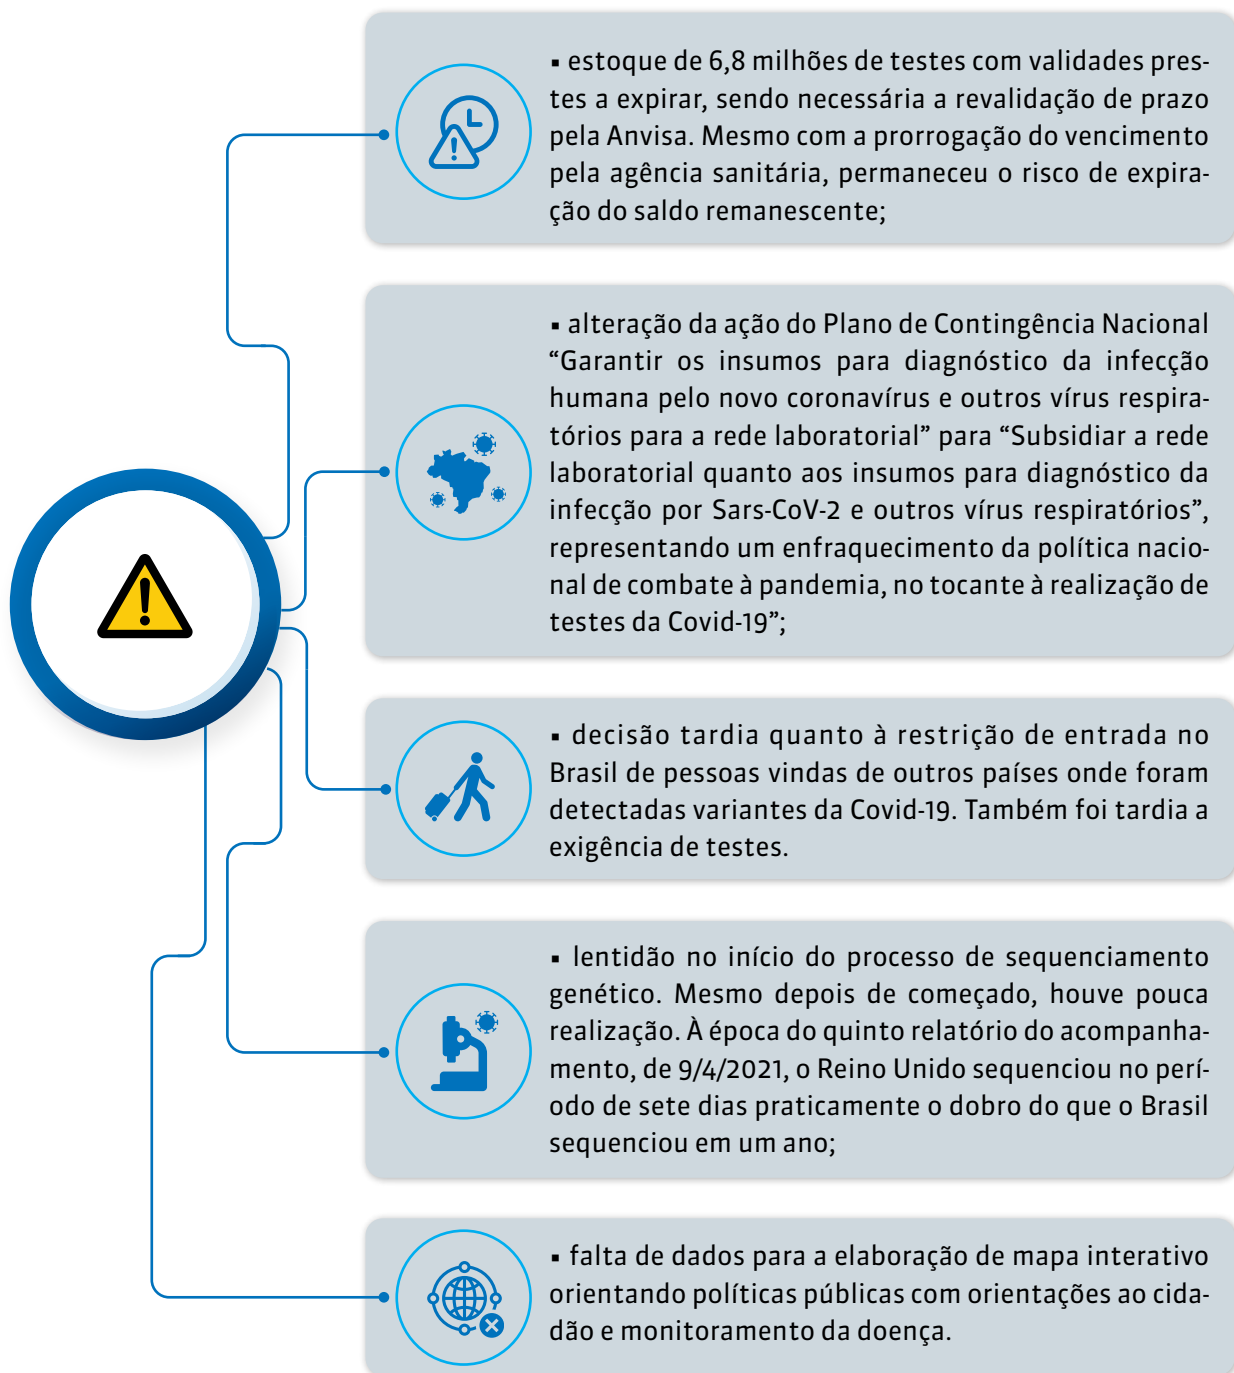 ▪ estoque de 6,8 milhões de testes com validades pres-
tes a expirar, sendo necessária a revalidação de prazo
pela Anvisa. Mesmo com a prorrogação do vencimento
pela agência sanitária, permaneceu o risco de expira-
ção do saldo remanescente;
▪ alteração da ação do Plano de Contingência Nacional
“Garantir os insumos para diagnóstico da infecção
humana pelo novo coronavírus e outros vírus respira-
tórios para a rede laboratorial” para “Subsidiar a rede
laboratorial quanto aos insumos para diagnóstico da
infecção por Sars-CoV-2 e outros vírus respiratórios”,
representando um enfraquecimento da política nacio-
nal de combate à pandemia, no tocante à realização de
testes da Covid-19”;
▪ decisão tardia quanto à restrição de entrada no
Brasil de pessoas vindas de outros países onde foram
detectadas variantes da Covid-19. Também foi tardia a
exigência de testes.
▪ lentidão no início do processo de sequenciamento
genético. Mesmo depois de começado, houve pouca
realização. À época do quinto relatório do acompanha-
mento, de 9/4/2021, o Reino Unido sequenciou no perí-
odo de sete dias praticamente o dobro do que o Brasil
sequenciou em um ano;
▪ falta de dados para a elaboração de mapa interativo
orientando políticas públicas com orientações ao cida-
dão e monitoramento da doença.